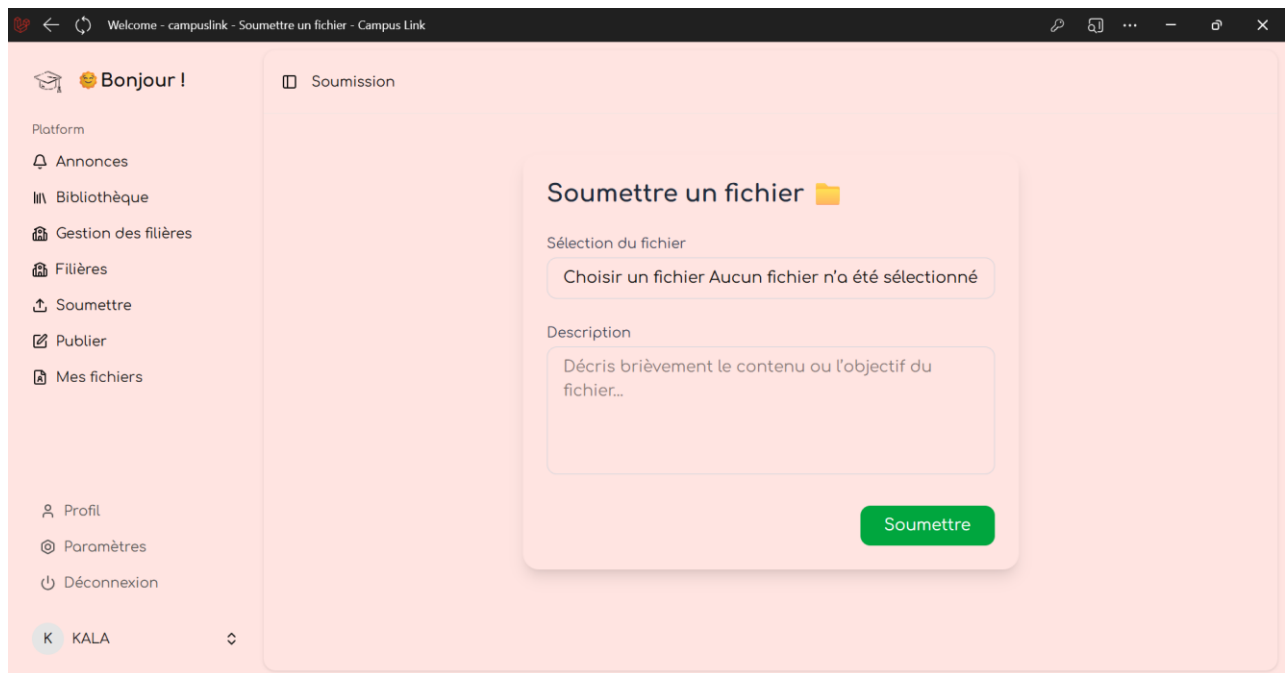 Welcome - campuslink - Soumettre un fichier - Campus Link
Bonjour !
Soumission
Platform
Annonces
Bibliothèque
Gestion des filières
Filières
Soumettre
Publier
Mes fichiers
Soumettre un fichier
Sélection du fichier
Choisir un fichier Aucun fichier n'a été sélectionné
Description
Décris brièvement le contenu ou l'objectif du
fichier...
Soumettre
Profil
Paramètres
Déconnexion
K KALA